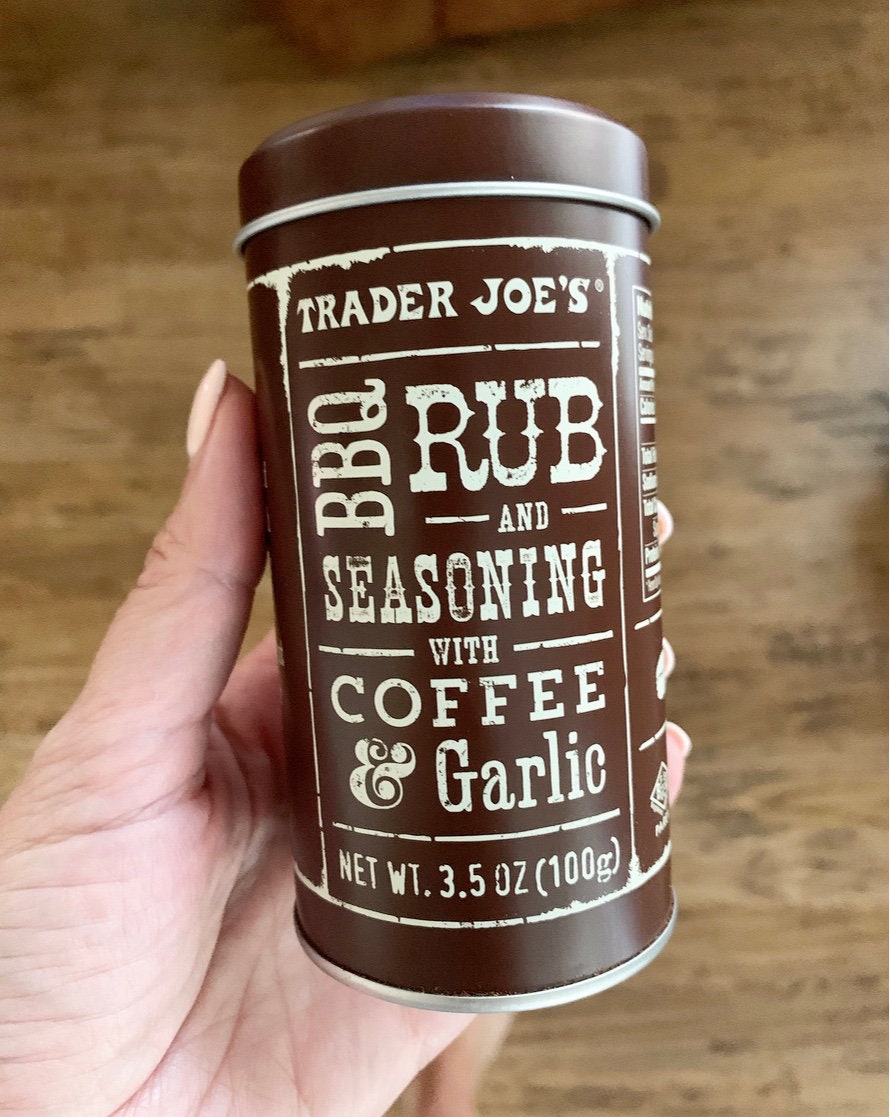 TRADER JOE'S®
BBQ RUB
AND
SEASONING
WITH
COFFEE
& Garlic
NET WT. 3.5 OZ (100g)